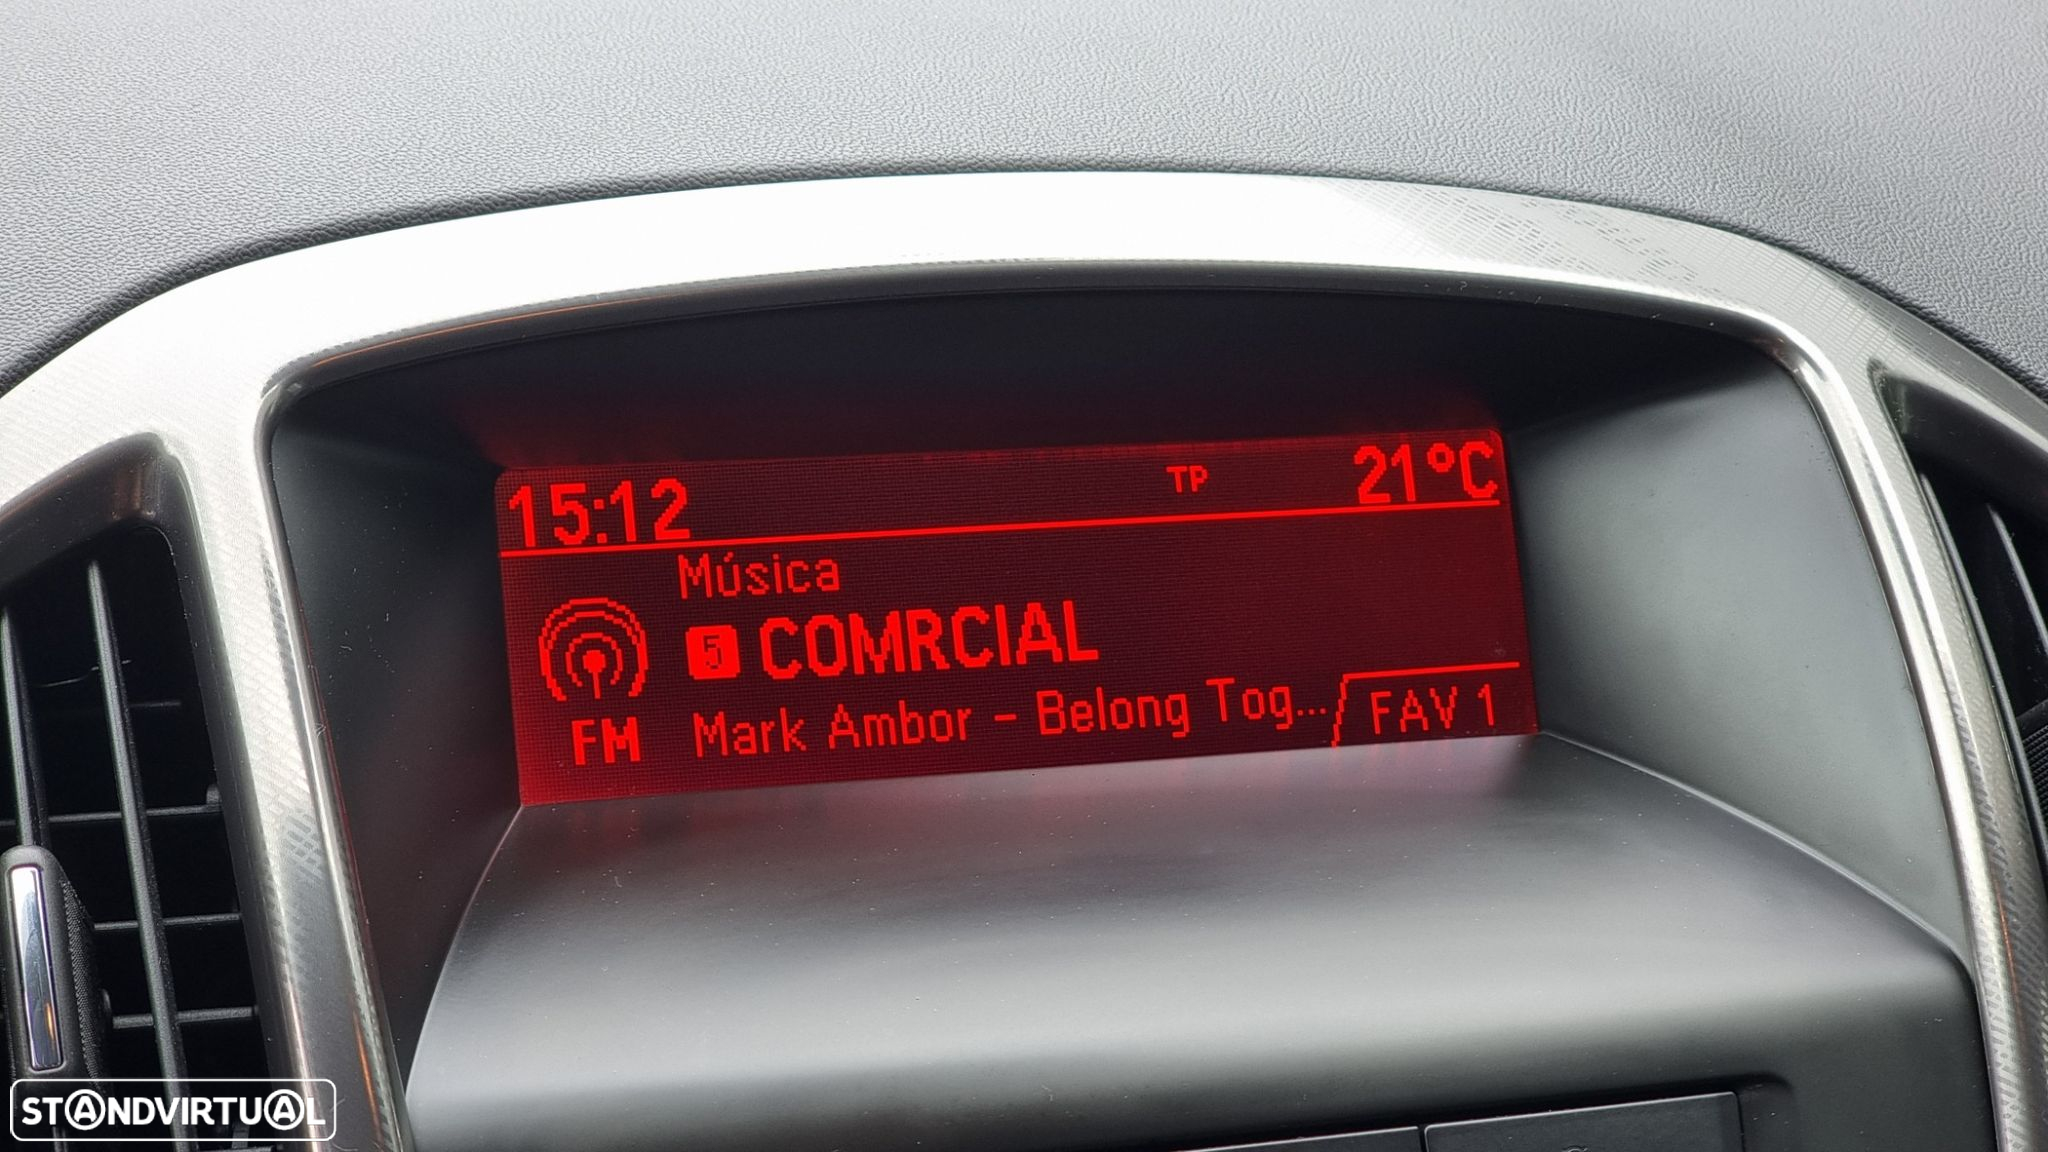 15:12 TP 21°C
Música
5 COMRCIAL
FM Mark Ambor - Belong Tog... FAV 1
STANDVIRTUAL